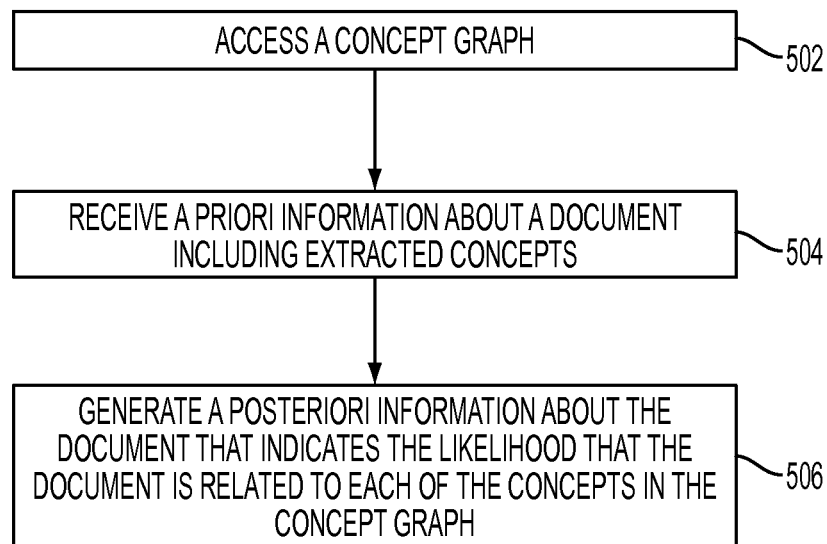 ACCESS A CONCEPT GRAPH
502
RECEIVE A PRIORI INFORMATION ABOUT A DOCUMENT
INCLUDING EXTRACTED CONCEPTS
504
GENERATE A POSTERIORI INFORMATION ABOUT THE
DOCUMENT THAT INDICATES THE LIKELIHOOD THAT THE
DOCUMENT IS RELATED TO EACH OF THE CONCEPTS IN THE
CONCEPT GRAPH
506